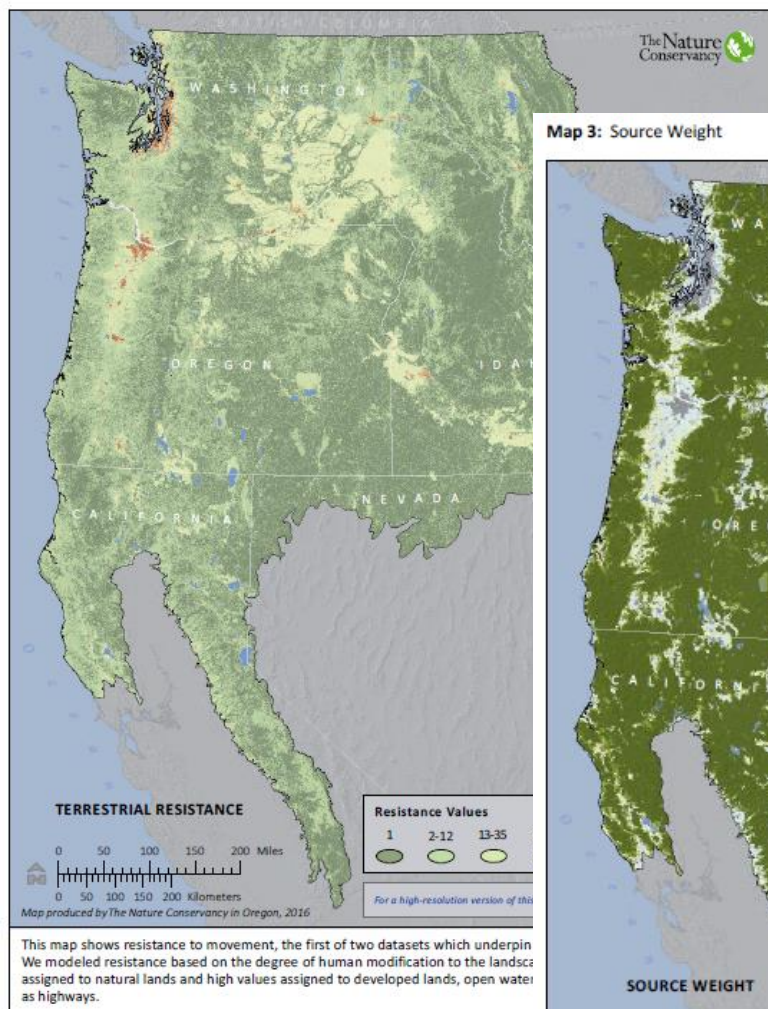 BRITISH COLUMBIA
The Nature
Conservancy
WASHINGTON
OREGON
IDAH
CALIFORNIA
NEVADA
TERRESTRIAL RESISTANCE
0 50 100 150 200 Miles
0 50 100 150 200 Kilometers
Map produced by The Nature Conservancy in Oregon, 2016
Resistance Values
1 2-12 13-35
For a high-resolution version of this
This map shows resistance to movement, the first of two datasets which underpin
We modeled resistance based on the degree of human modification to the landsca
assigned to natural lands and high values assigned to developed lands, open water
as highways.
Map 3: Source Weight
WA
ORE
CALIFORNI
SOURCE WEIGHT